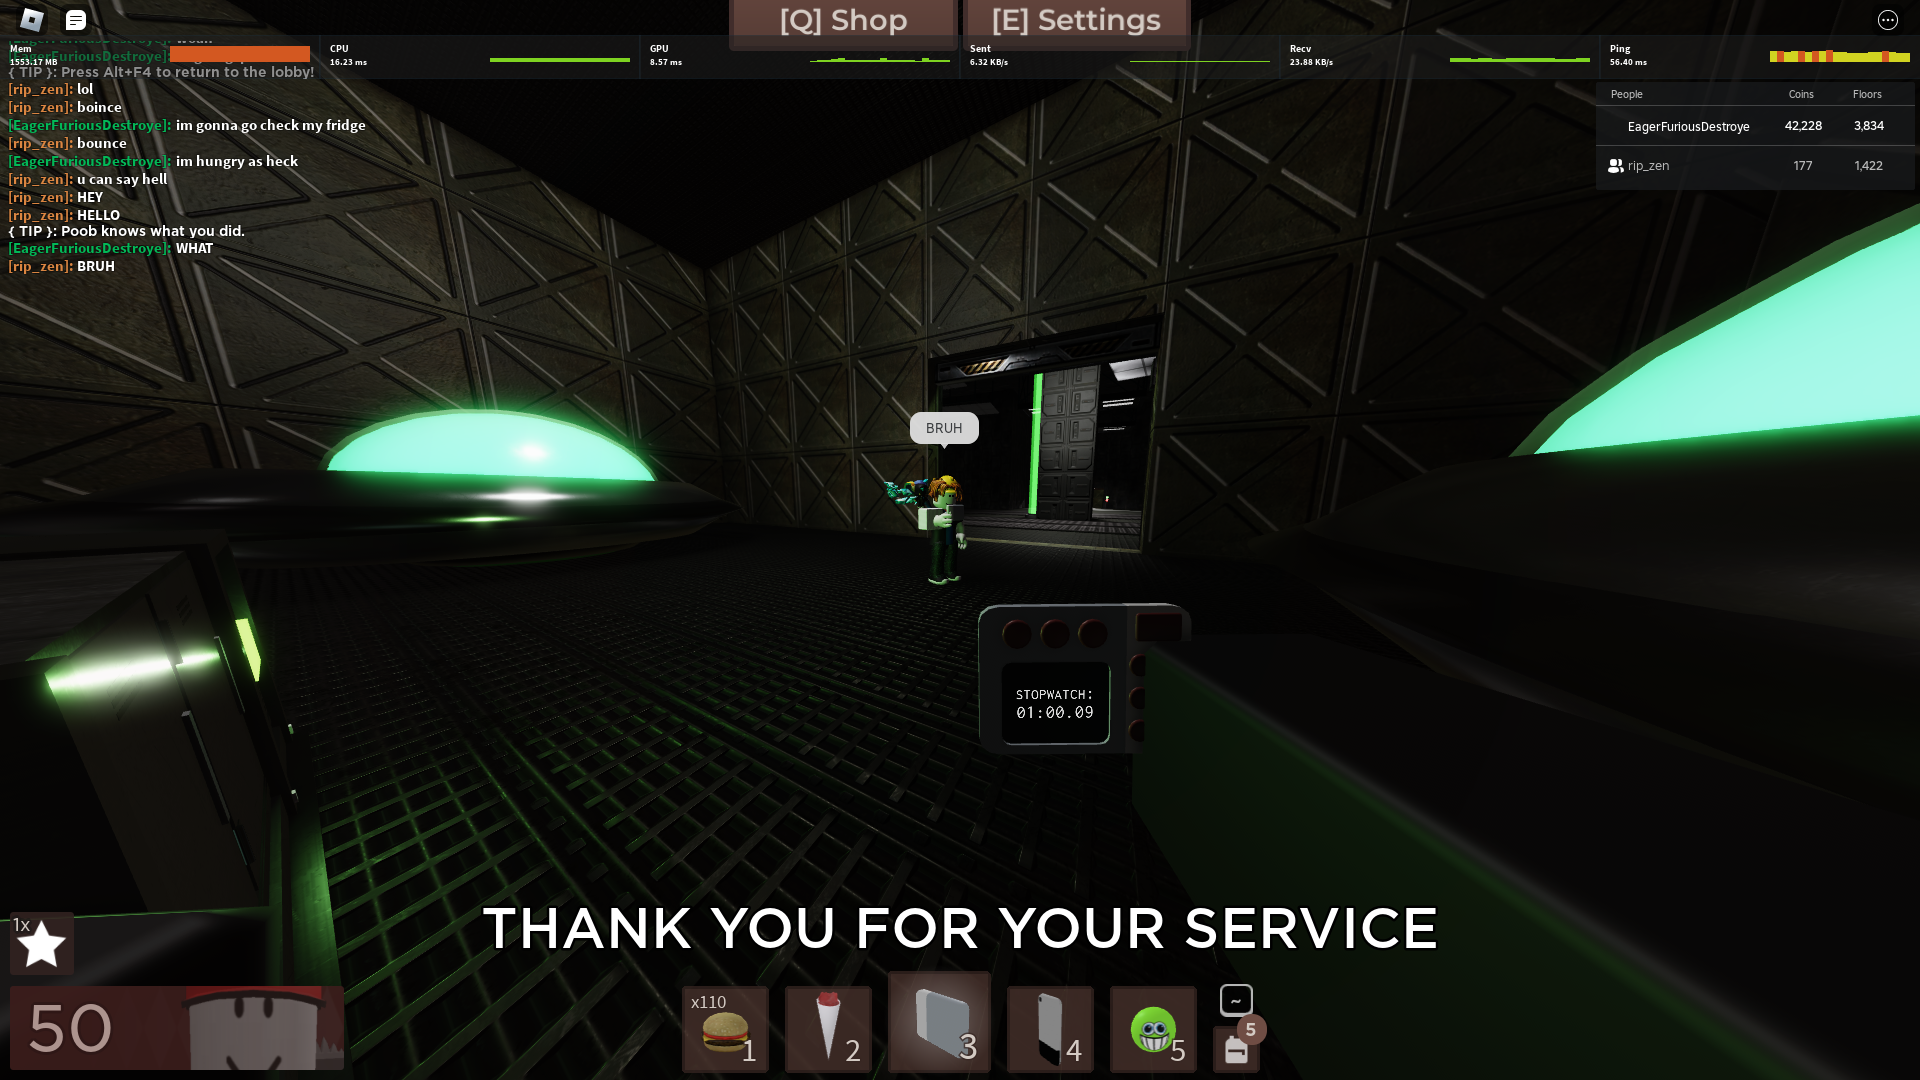 [Q] Shop
[E] Settings
Mem
1553.17 MB
CPU
16.23 ms
GPU
8.57 ms
Sent
6.32 KB/s
Recv
23.88 KB/s
Ping
56.40 ms
{ TIP }: Press Alt+F4 to return to the lobby!
[rip_zen]: lol
[rip_zen]: boince
[EagerFuriousDestroye]: im gonna go check my fridge
[rip_zen]: bounce
[EagerFuriousDestroye]: im hungry as heck
[rip_zen]: u can say hell
[rip_zen]: HEY
[rip_zen]: HELLO
{ TIP }: Poob knows what you did.
[EagerFuriousDestroye]: WHAT
[rip_zen]: BRUH
People Coins Floors
EagerFuriousDestroye 42,228 3,834
rip_zen 177 1,422
BRUH
STOPWATCH:
01:00.09
THANK YOU FOR YOUR SERVICE
1x
50
x110
1
2
3
4
5
~
5